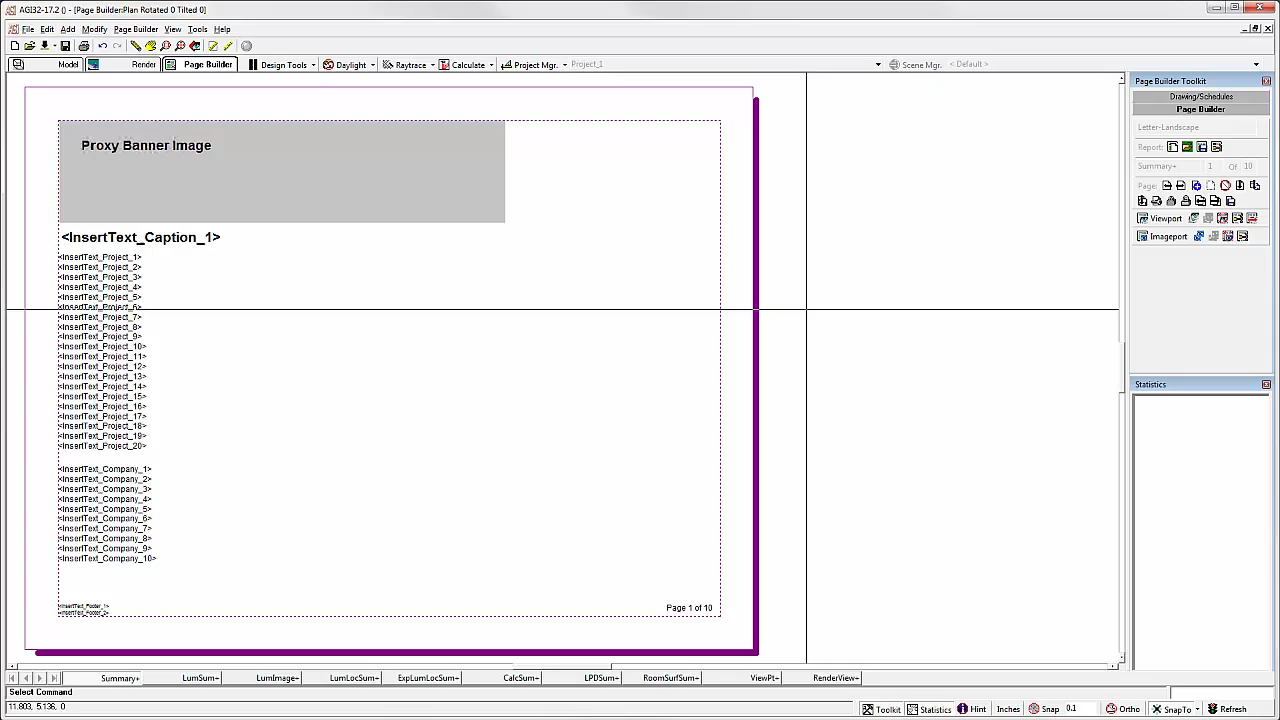 AGI32-17.2 () - [Page Builder:Plan Rotated 0 Tilted 0]
File Edit Add Modify Page Builder View Tools Help
Model Render Page Builder Design Tools Daylight Raytrace Calculate Project Mgr. Project_1 Scene Mgr. < Default >
Page Builder Toolkit
Drawing/Schedules
Page Builder
Letter-Landscape
Report:
Summary+ 1 Of 10
Page:
Viewport
Imageport
Statistics
Proxy Banner Image
<InsertText_Caption_1>
<InsertText_Project_1>
<InsertText_Project_2>
<InsertText_Project_3>
<InsertText_Project_4>
<InsertText_Project_5>
<InsertText_Project_6>
<InsertText_Project_7>
<InsertText_Project_8>
<InsertText_Project_9>
<InsertText_Project_10>
<InsertText_Project_11>
<InsertText_Project_12>
<InsertText_Project_13>
<InsertText_Project_14>
<InsertText_Project_15>
<InsertText_Project_16>
<InsertText_Project_17>
<InsertText_Project_18>
<InsertText_Project_19>
<InsertText_Project_20>
<InsertText_Company_1>
<InsertText_Company_2>
<InsertText_Company_3>
<InsertText_Company_4>
<InsertText_Company_5>
<InsertText_Company_6>
<InsertText_Company_7>
<InsertText_Company_8>
<InsertText_Company_9>
<InsertText_Company_10>
<InsertText_Footer_1>
<InsertText_Footer_2>
Page 1 of 10
Summary+ LumSum+ LumImage+ LumLocSum+ ExpLumLocSum+ CalcSum+ LPDSum+ RoomSurfSum+ ViewPt+ RenderView+
Select Command
11.803, 5.136, 0 Toolkit Statistics Hint Inches Snap 0.1 Ortho SnapTo Refresh